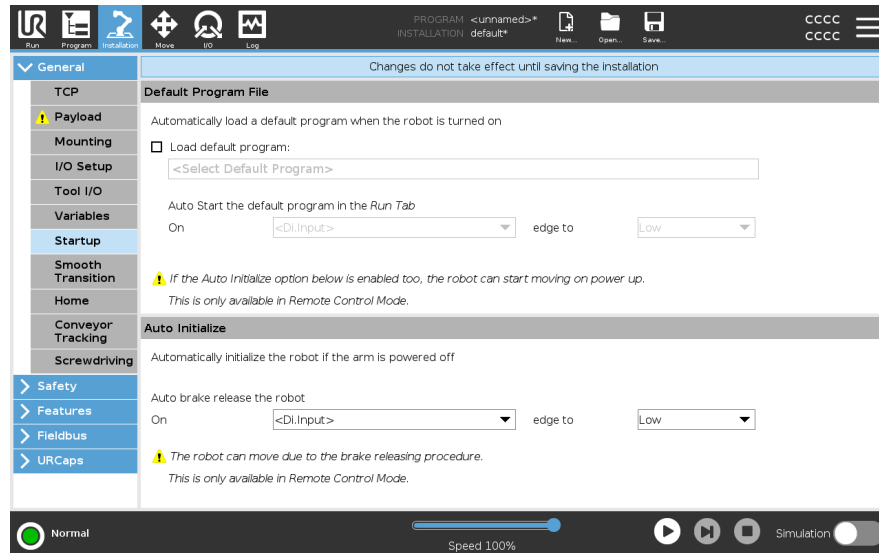 PROGRAM <unnamed>*
INSTALLATION default*
cccc
cccc
Run Program Installation Move I/O Log New... Open... Save...
General
Changes do not take effect until saving the installation
TCP
Payload
Mounting
I/O Setup
Tool I/O
Variables
Startup
Smooth
Transition
Home
Conveyor
Tracking
Screwdriving
Safety
Features
Fieldbus
URCaps
Default Program File
Automatically load a default program when the robot is turned on
Load default program:
<Select Default Program>
Auto Start the default program in the Run Tab
On <Di.Input> edge to Low
If the Auto Initialize option below is enabled too, the robot can start moving on power up.
This is only available in Remote Control Mode.
Auto Initialize
Automatically initialize the robot if the arm is powered off
Auto brake release the robot
On <Di.Input> edge to Low
The robot can move due to the brake releasing procedure.
This is only available in Remote Control Mode.
Normal
Speed 100%
Simulation